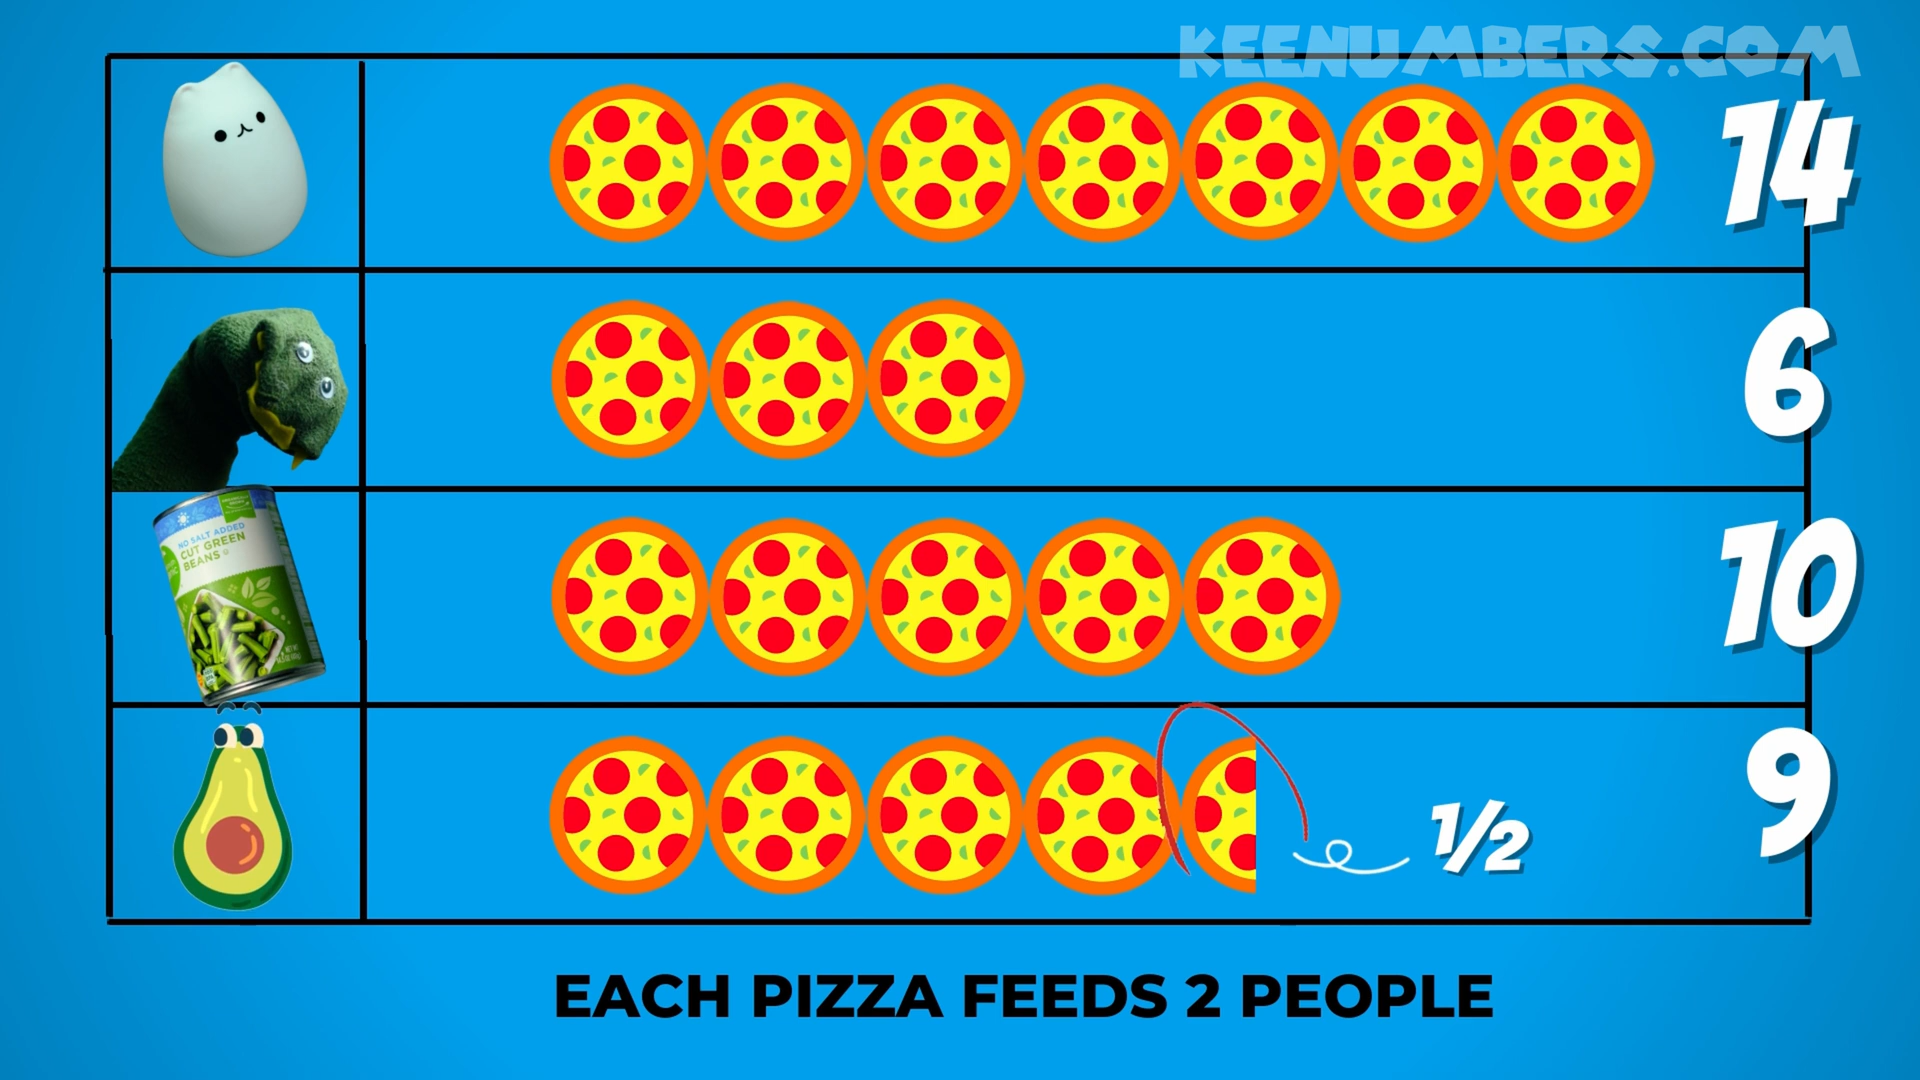 KEENUMBERS.COM
14
6
10
NO SALT ADDED
CUT GREEN
BEANS
1/2
9
EACH PIZZA FEEDS 2 PEOPLE